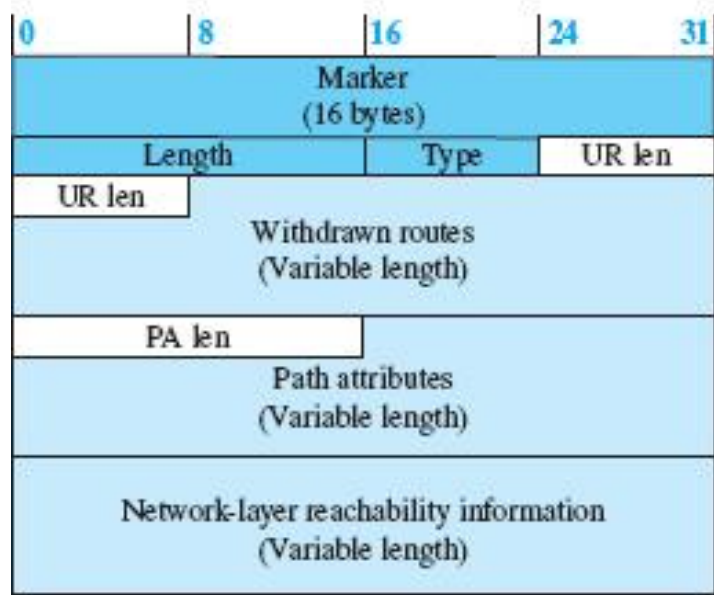 0 8 16 24 31
Marker
(16 bytes)
Length Type UR len
UR len
Withdrawn routes
(Variable length)
PA len
Path attributes
(Variable length)
Network-layer reachability information
(Variable length)